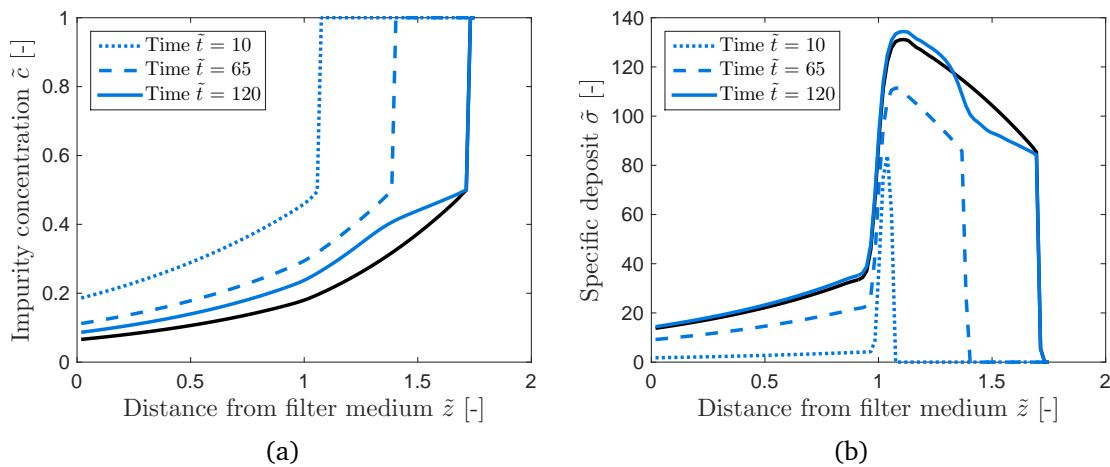 Impurity concentration c̃ [-]
1
0.8
0.6
0.4
0.2
0
Time t̃ = 10
Time t̃ = 65
Time t̃ = 120
0 0.5 1 1.5 2
Distance from filter medium z̃ [-]
(a)
Specific deposit σ̃ [-]
140
120
100
80
60
40
20
0
Time t̃ = 10
Time t̃ = 65
Time t̃ = 120
0 0.5 1 1.5 2
Distance from filter medium z̃ [-]
(b)